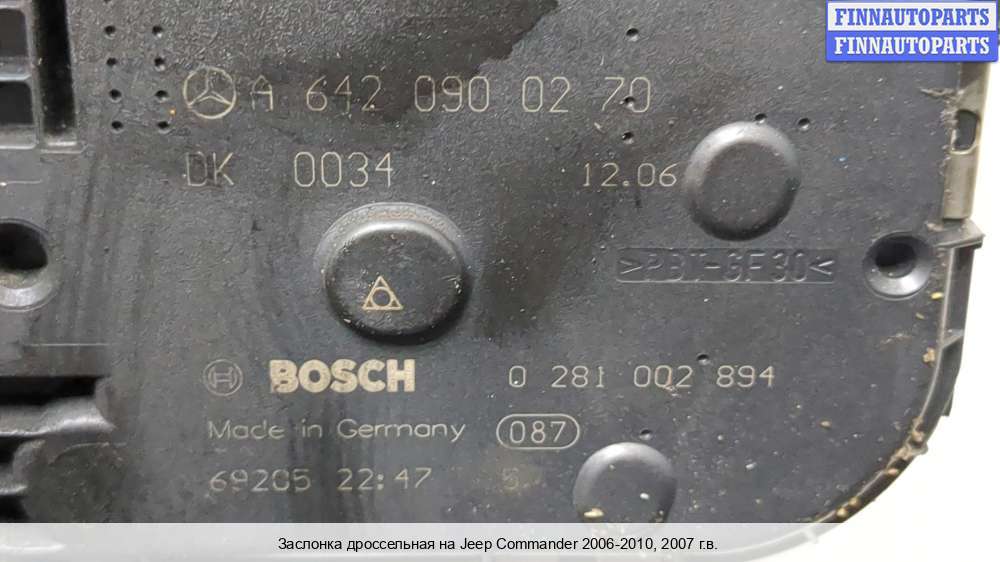 FINNAUTOPARTS
FINNAUTOPARTS
A 642 090 02 70
DK 0034 12.06
>PBT-GF30<
BOSCH 0 281 002 894
Made in Germany 087
69205 22:47 5
Заслонка дроссельная на Jeep Commander 2006-2010, 2007 г.в.